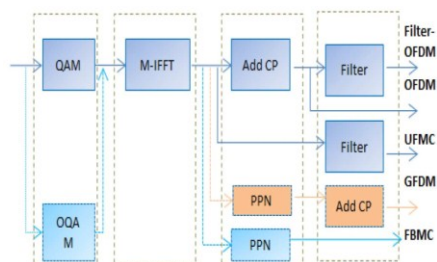 Filter-
OFDM
QAM
M-IFFT
Add CP
Filter
OFDM
Filter
UFMC
GFDM
PPN
Add CP
OQA
M
PPN
FBMC